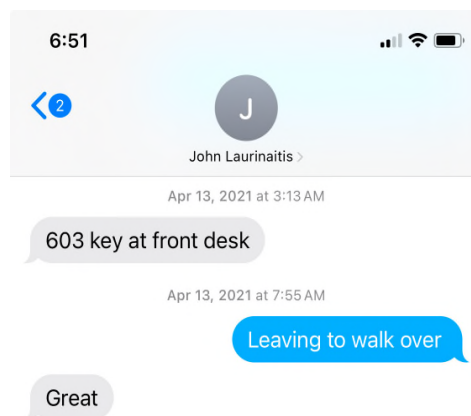 6:51
2
J
John Laurinaitis
Apr 13, 2021 at 3:13 AM
603 key at front desk
Apr 13, 2021 at 7:55 AM
Leaving to walk over
Great